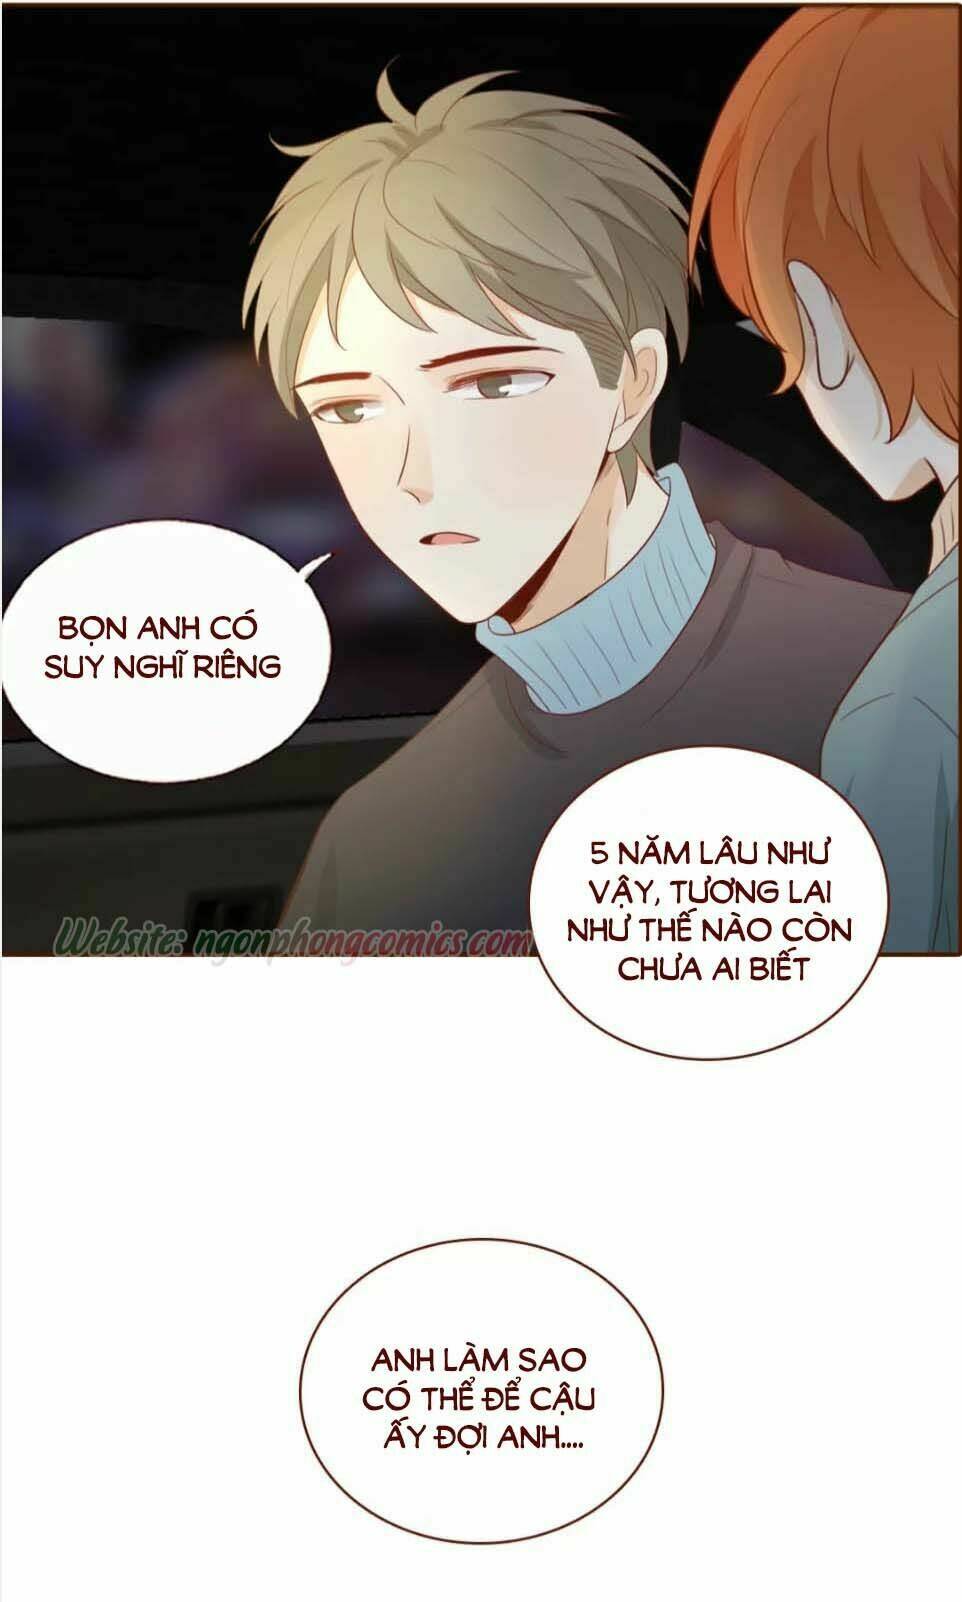 BỌN ANH CÓ
SUY NGHĨ RIÊNG
5 NĂM LÂU NHƯ
VẬY, TƯƠNG LAI
NHƯ THẾ NÀO CÒN
CHƯA AI BIẾT
Website: ngonphongcomics.com
ANH LÀM SAO
CÓ THỂ ĐỂ CẬU
ẤY ĐỢI ANH....